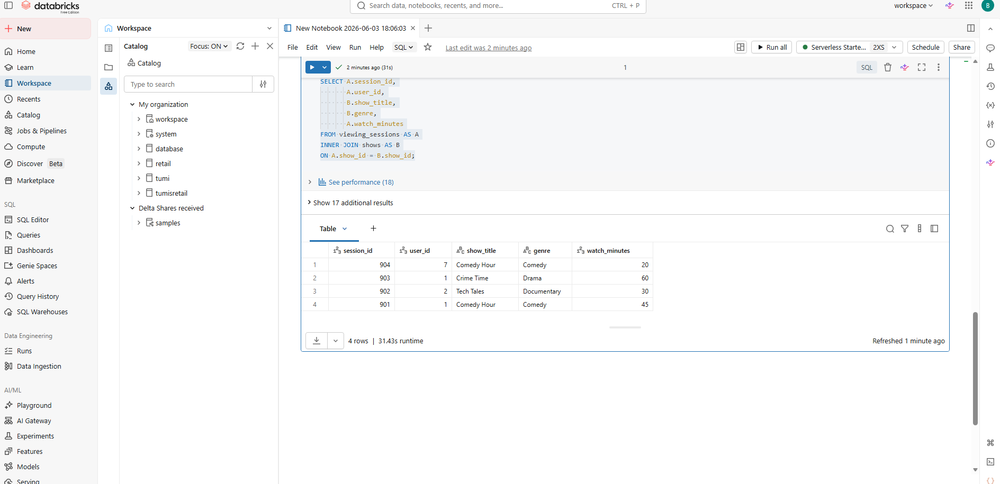 databricks
Free Edition
Search data, notebooks, recents, and more...
CTRL + P
workspace
B
New
Home
Learn
Workspace
Recents
Catalog
Jobs & Pipelines
Compute
Discover Beta
Marketplace
SQL
SQL Editor
Queries
Dashboards
Genie Spaces
Alerts
Query History
SQL Warehouses
Data Engineering
Runs
Data Ingestion
AI/ML
Playground
AI Gateway
Experiments
Features
Models
Serving
Workspace
Catalog
Focus: ON
Catalog
Type to search
My organization
workspace
system
database
retail
tumi
tumisretail
Delta Shares received
samples
New Notebook 2026-06-03 18:06:03
File Edit View Run Help SQL
Last edit was 2 minutes ago
Run all
Serverless Starte... 2XS
Schedule
Share
2 minutes ago (31s)
1
SQL
SELECT A.session_id,
A.user_id,
B.show_title,
B.genre,
A.watch_minutes
FROM viewing_sessions AS A
INNER JOIN shows AS B
ON A.show_id = B.show_id;
See performance (18)
Show 17 additional results
Table
session_id user_id show_title genre watch_minutes
1 904 7 Comedy Hour Comedy 20
2 903 1 Crime Time Drama 60
3 902 2 Tech Tales Documentary 30
4 901 1 Comedy Hour Comedy 45
4 rows | 31.43s runtime
Refreshed 1 minute ago